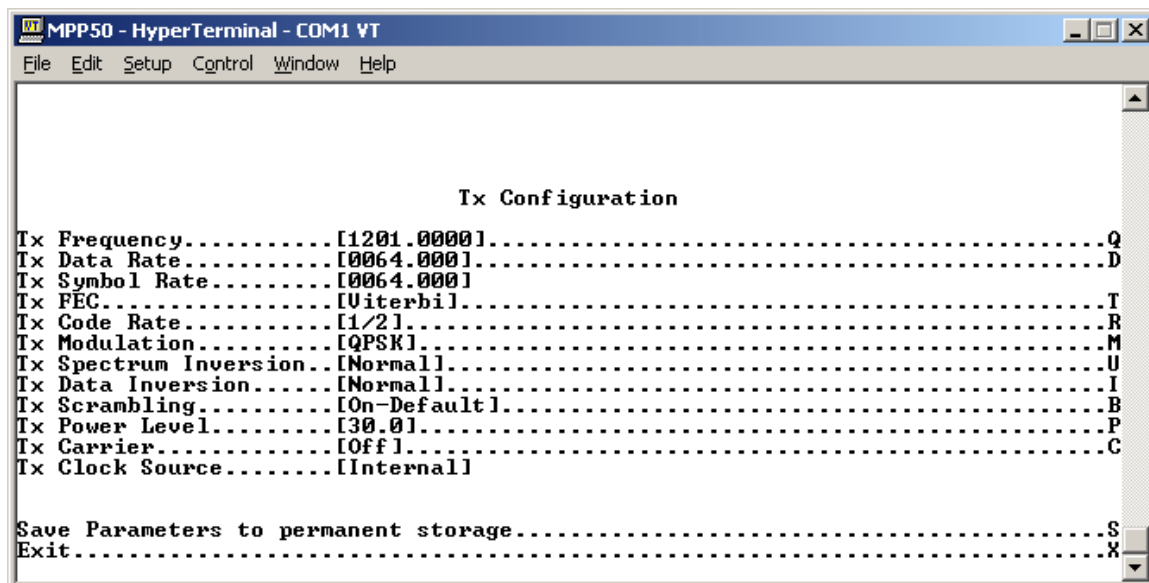 MPP50 - HyperTerminal - COM1 VT
File Edit Setup Control Window Help
Tx Configuration
Tx Frequency...........[1201.0000]..............................................Q
Tx Data Rate...........[0064.000]...............................................D
Tx Symbol Rate.........[0064.000]
Tx FEC.................[Viterbi]................................................T
Tx Code Rate...........[1/2]....................................................R
Tx Modulation..........[QPSK]...................................................M
Tx Spectrum Inversion..[Normal].................................................U
Tx Data Inversion......[Normal].................................................I
Tx Scrambling..........[On-Default].............................................B
Tx Power Level.........[30.0]...................................................P
Tx Carrier.............[Off]....................................................C
Tx Clock Source........[Internal]
Save Parameters to permanent storage............................................S
Exit............................................................................X